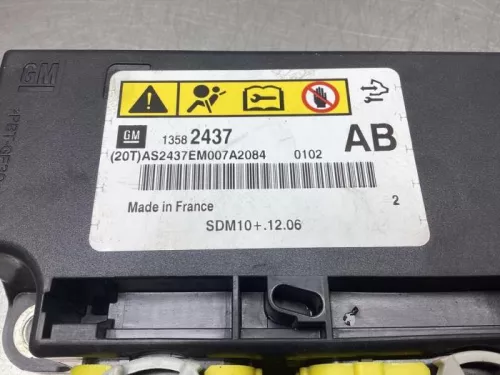 GM
GM 1358 2437 AB
(20T)AS2437EM007A2084 0102
Made in France 2
SDM10+.12.06